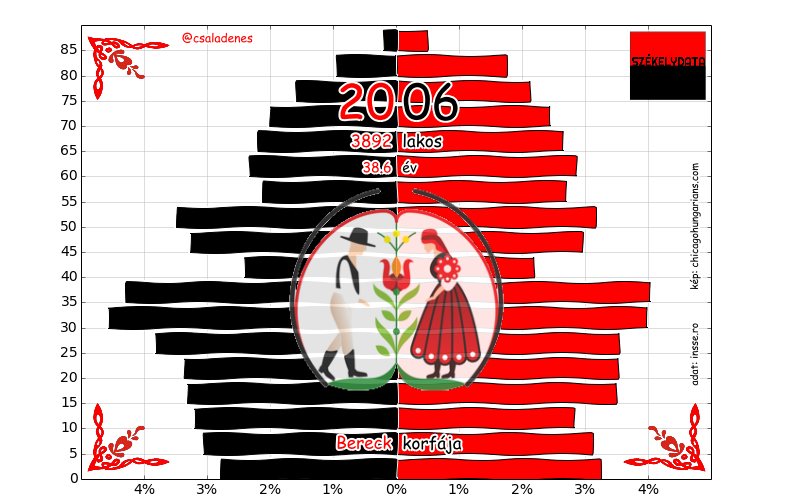 @csaladenes
SZÉKELYDATA
2006
3892 lakos
38.6 év
kép: chicagohungarians.com
adat: insse.ro
Bereck korfája
85
80
75
70
65
60
55
50
45
40
35
30
25
20
15
10
5
0
4% 3% 2% 1% 0% 1% 2% 3% 4%